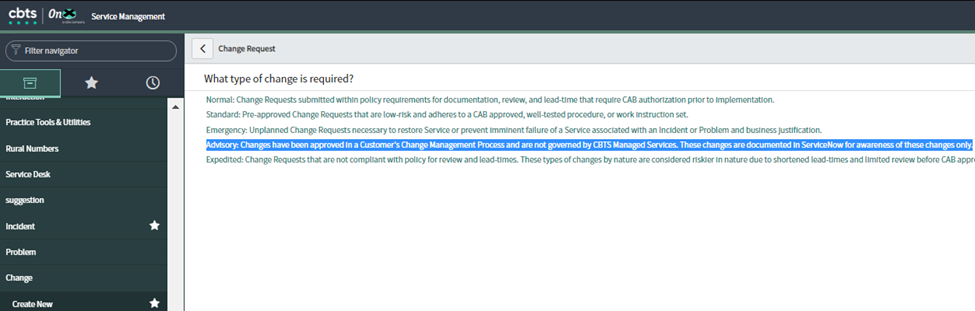 cbts OnX Service Management
Filter navigator
Change Request
What type of change is required?
Normal: Change Requests submitted within policy requirements for documentation, review, and lead-time that require CAB authorization prior to implementation.
Standard: Pre-approved Change Requests that are low-risk and adheres to a CAB approved, well-tested procedure, or work instruction set.
Emergency: Unplanned Change Requests necessary to restore Service or prevent imminent failure of a Service associated with an Incident or Problem and business justification.
Advisory: Changes have been approved in a Customer's Change Management Process and are not governed by CBTS Managed Services. These changes are documented in ServiceNow for awareness of these changes only.
Expedited: Change Requests that are not compliant with policy for review and lead-times. These types of changes by nature are considered riskier in nature due to shortened lead-times and limited review before CAB appr
Practice Tools & Utilities
Rural Numbers
Service Desk
suggestion
Incident
Problem
Change
Create New